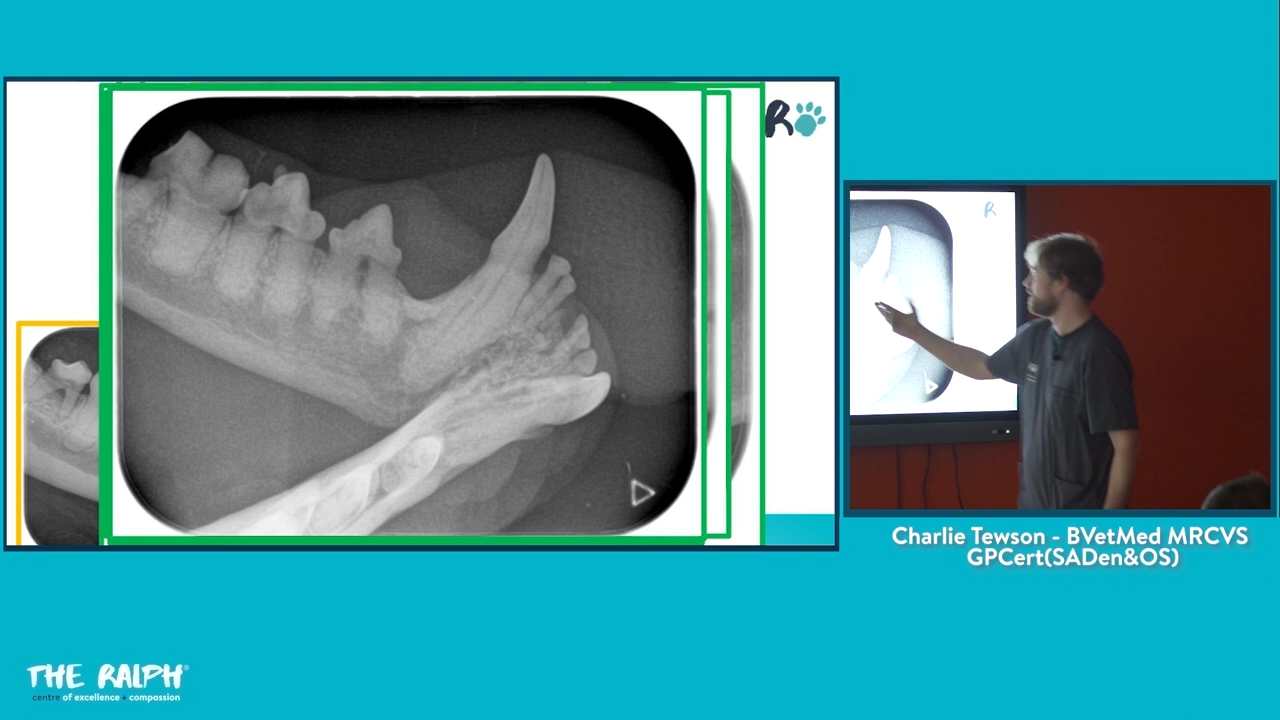 R
R
Charlie Tewson - BVetMed MRCVS
GPCert(SADen&OS)
THE RALPH®
centre of excellence + compassion